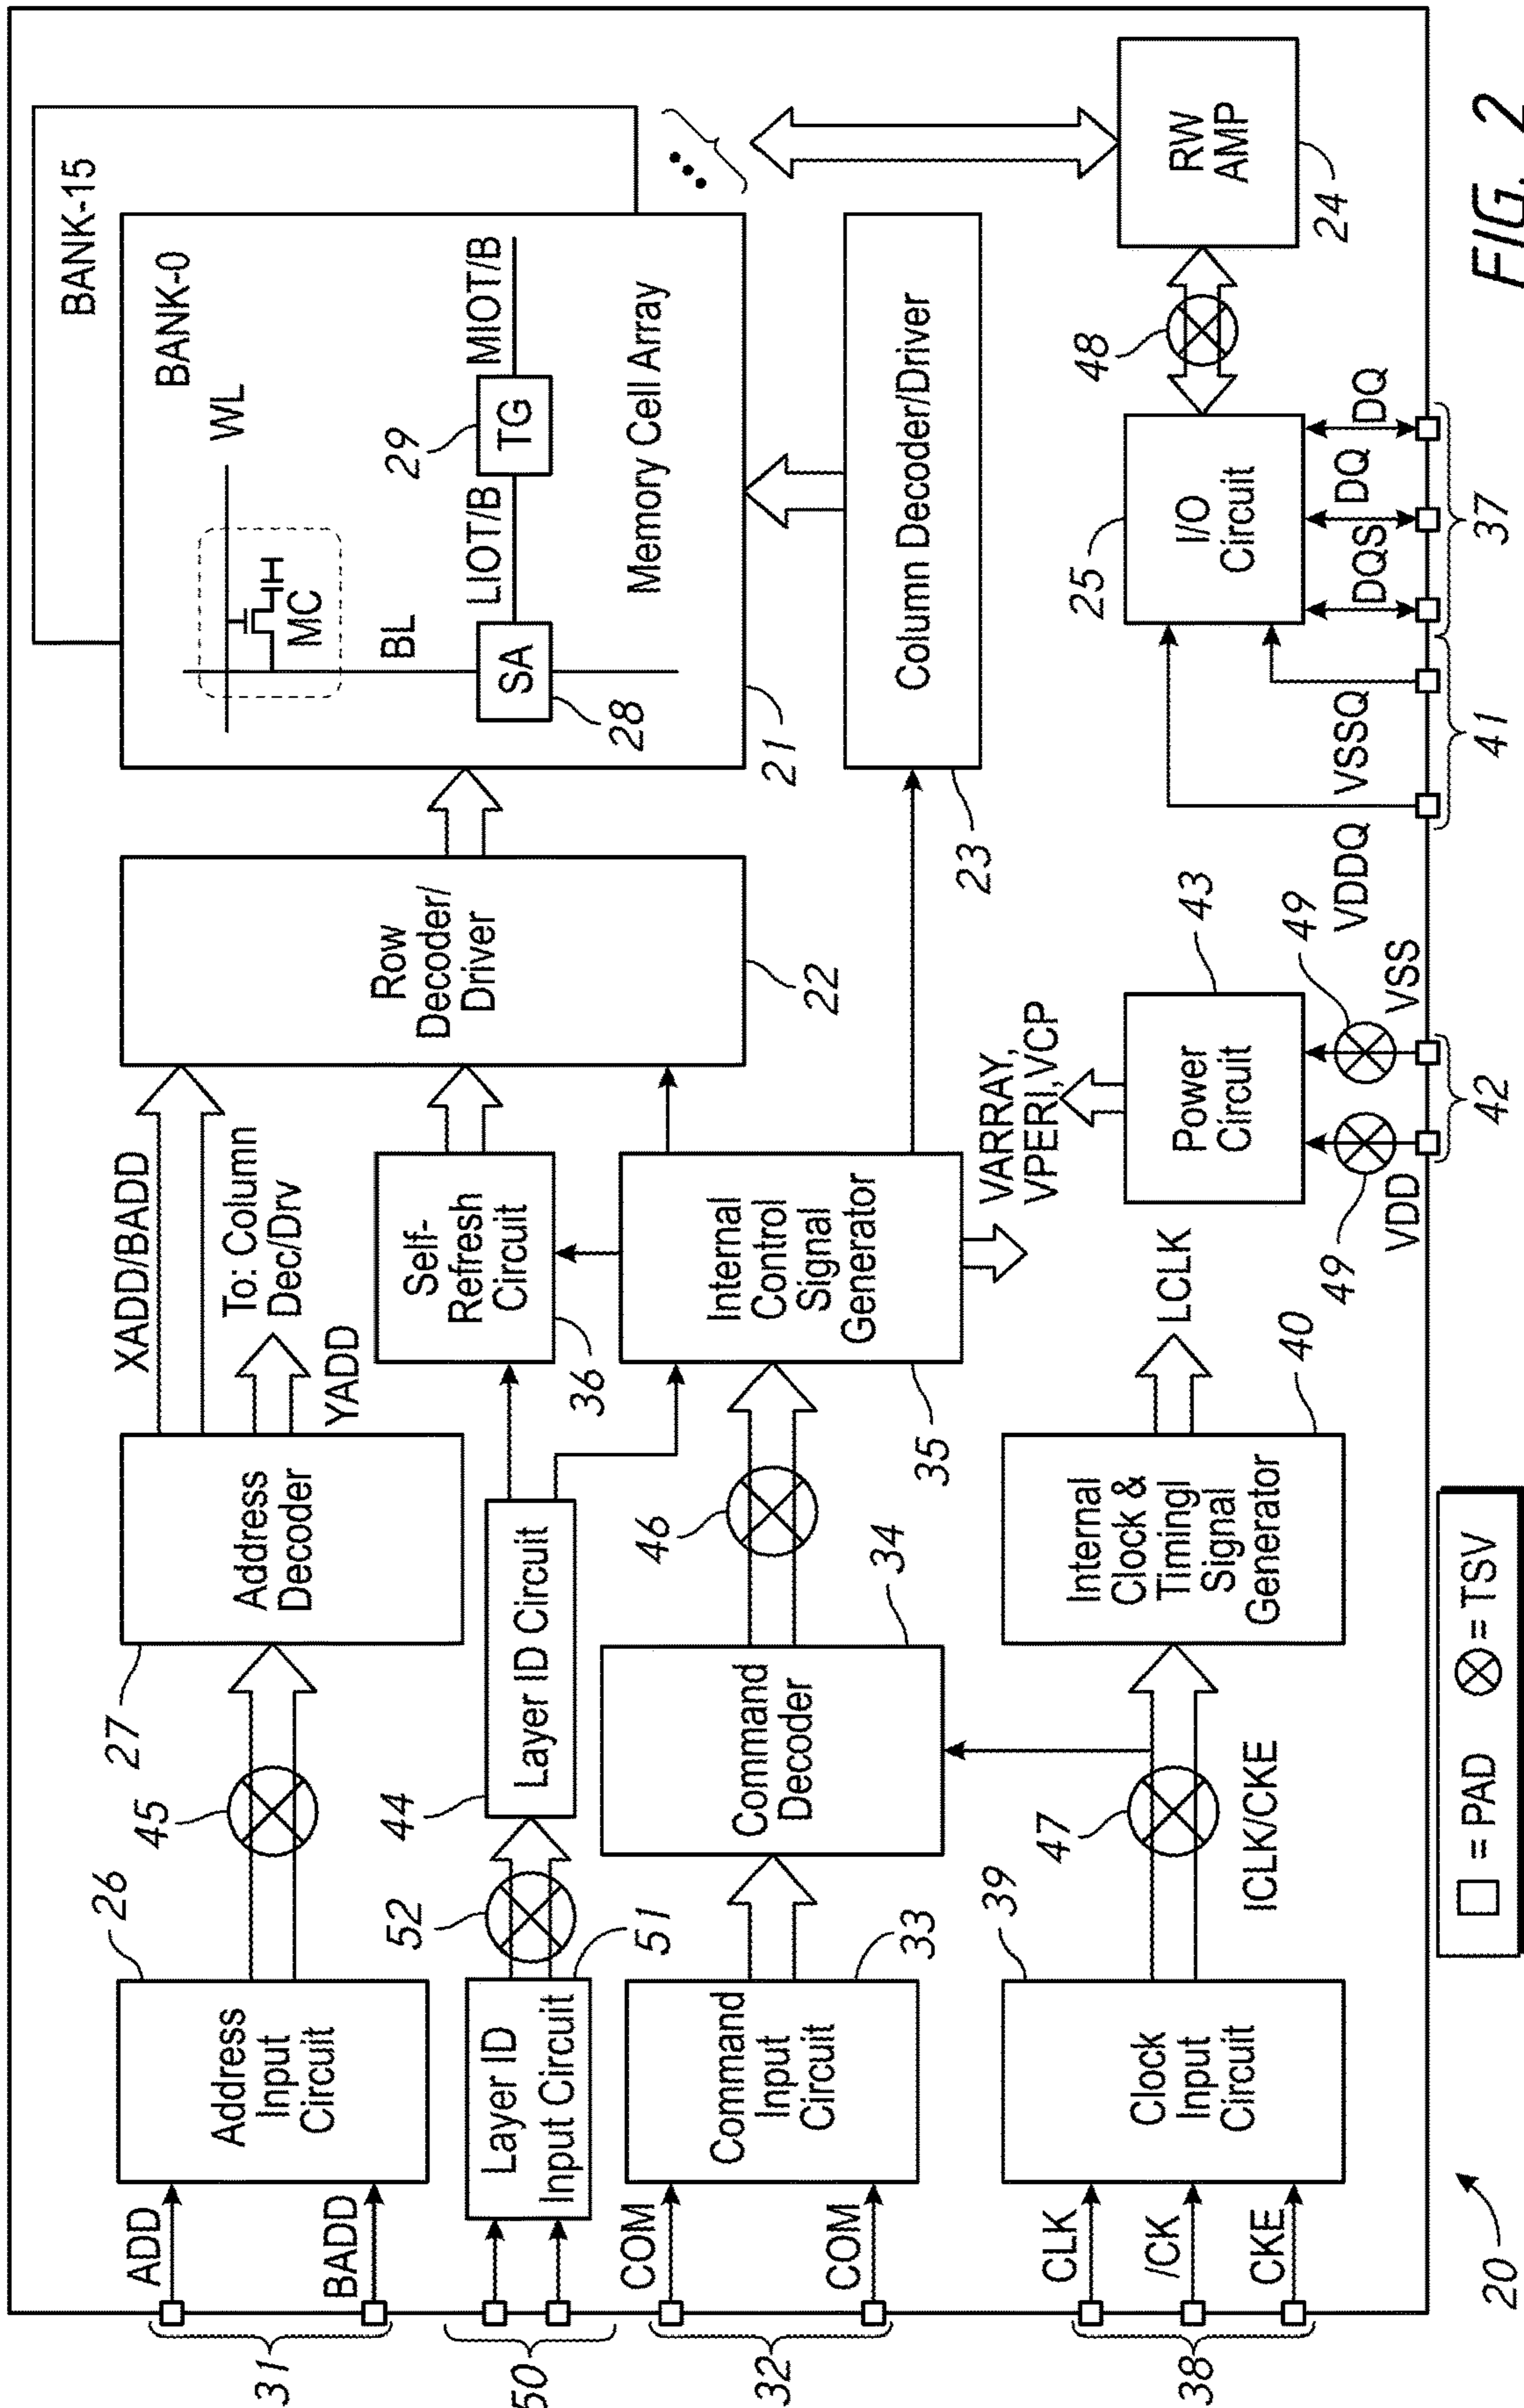 BANK-15
BANK-0
WL
MC
BL
SA
28
LIOT/B
29
TG
MIOT/B
Memory Cell Array
21
Row
Decoder/
Driver
22
Column Decoder/Driver
23
RW
AMP
24
48
25
I/O
Circuit
DQS
DQ
DQ
37
VSSQ
VDDQ
41
ADD
BADD
31
26
Address
Input
Circuit
45
27
Address
Decoder
XADD/BADD
To: Column
Dec/Drv
YADD
50
Layer ID
Input Circuit
51
52
44
Layer ID Circuit
Self-
Refresh
Circuit
36
COM
COM
32
Command
Input
Circuit
33
Command
Decoder
34
46
Internal
Control
Signal
Generator
35
VARRAY,
VPERI,VCP
CLK
/CK
CKE
38
39
Clock
Input
Circuit
47
ICLK/CKE
Internal
Clock &
Timingl
Signal
Generator
40
LCLK
Power
Circuit
43
49
49
VDD
VSS
42
20
= PAD
= TSV
FIG. 2